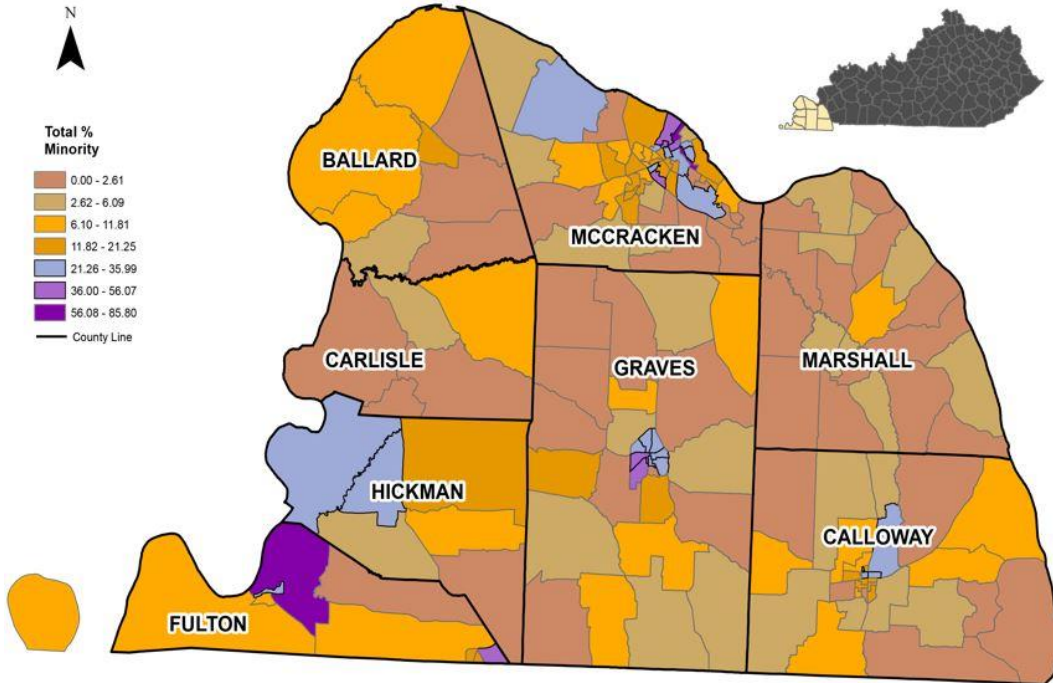 N
Total %
Minority
0.00 - 2.61
2.62 - 6.09
6.10 - 11.81
11.82 - 21.25
21.26 - 35.99
36.00 - 56.07
56.08 - 85.80
County Line
BALLARD
MCCRACKEN
CARLISLE
GRAVES
MARSHALL
HICKMAN
CALLOWAY
FULTON